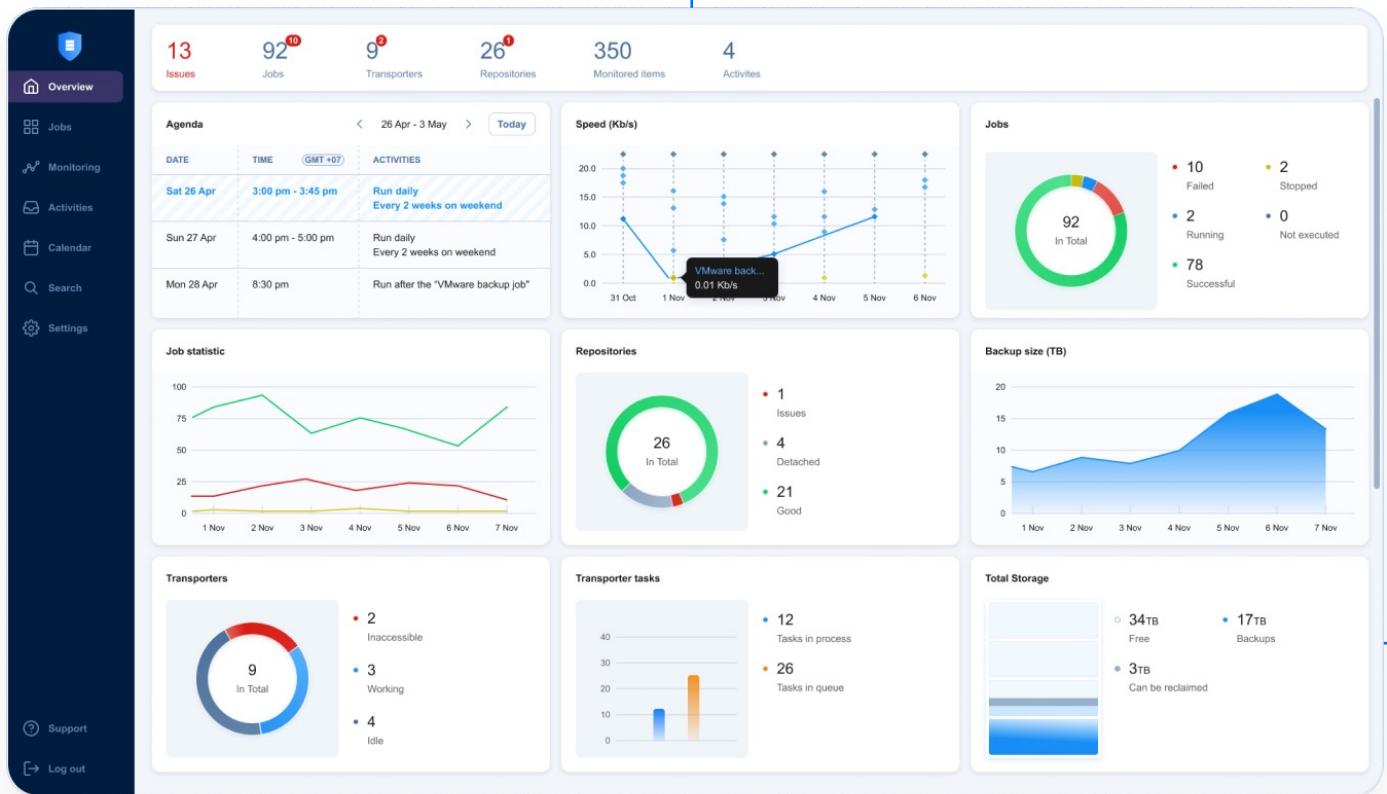 13
Issues
92
10
Jobs
9
2
Transporters
26
1
Repositories
350
Monitored items
4
Activites
Overview
Jobs
Monitoring
Activities
Calendar
Search
Settings
Support
Log out
Agenda
26 Apr - 3 May
Today
DATE TIME GMT +07 ACTIVITIES
Sat 26 Apr 3:00 pm - 3:45 pm Run daily
Every 2 weeks on weekend
Sun 27 Apr 4:00 pm - 5:00 pm Run daily
Every 2 weeks on weekend
Mon 28 Apr 8:30 pm Run after the "VMware backup job"
Speed (Kb/s)
20.0
15.0
10.0
5.0
0.0
VMware back...
0.01 Kb/s
31 Oct 1 Nov 2 Nov 3 Nov 4 Nov 5 Nov 6 Nov
Jobs
92
In Total
10
Failed
2
Stopped
2
Running
0
Not executed
78
Successful
Job statistic
100
75
50
25
0
1 Nov 2 Nov 3 Nov 4 Nov 5 Nov 6 Nov 7 Nov
Repositories
26
In Total
1
Issues
4
Detached
21
Good
Backup size (TB)
20
15
10
5
0
1 Nov 2 Nov 3 Nov 4 Nov 5 Nov 6 Nov 7 Nov
Transporters
9
In Total
2
Inaccessible
3
Working
4
Idle
Transporter tasks
40
30
20
10
0
12
Tasks in process
26
Tasks in queue
Total Storage
34TB
Free
17TB
Backups
3TB
Can be reclaimed